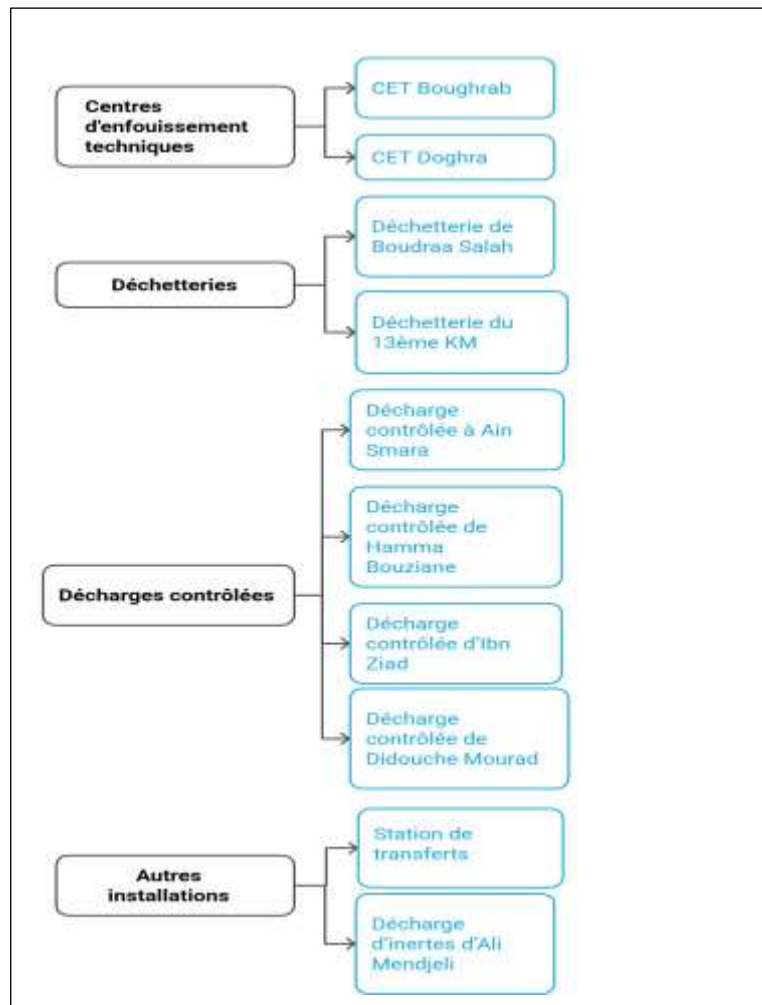 Centres
d'enfouissement
techniques
CET Boughrab
CET Doghra
Déchetteries
Déchetterie de
Boudraa Salah
Déchetterie du
13ème KM
Décharges contrôlées
Décharge
contrôlée à Ain
Smara
Décharge
contrôlée de
Hamma
Bouziane
Décharge
contrôlée d'Ibn
Ziad
Décharge
contrôlée de
Didouche Mourad
Autres
installations
Station de
transferts
Décharge
d'inertes d'Ali
Mendjeli